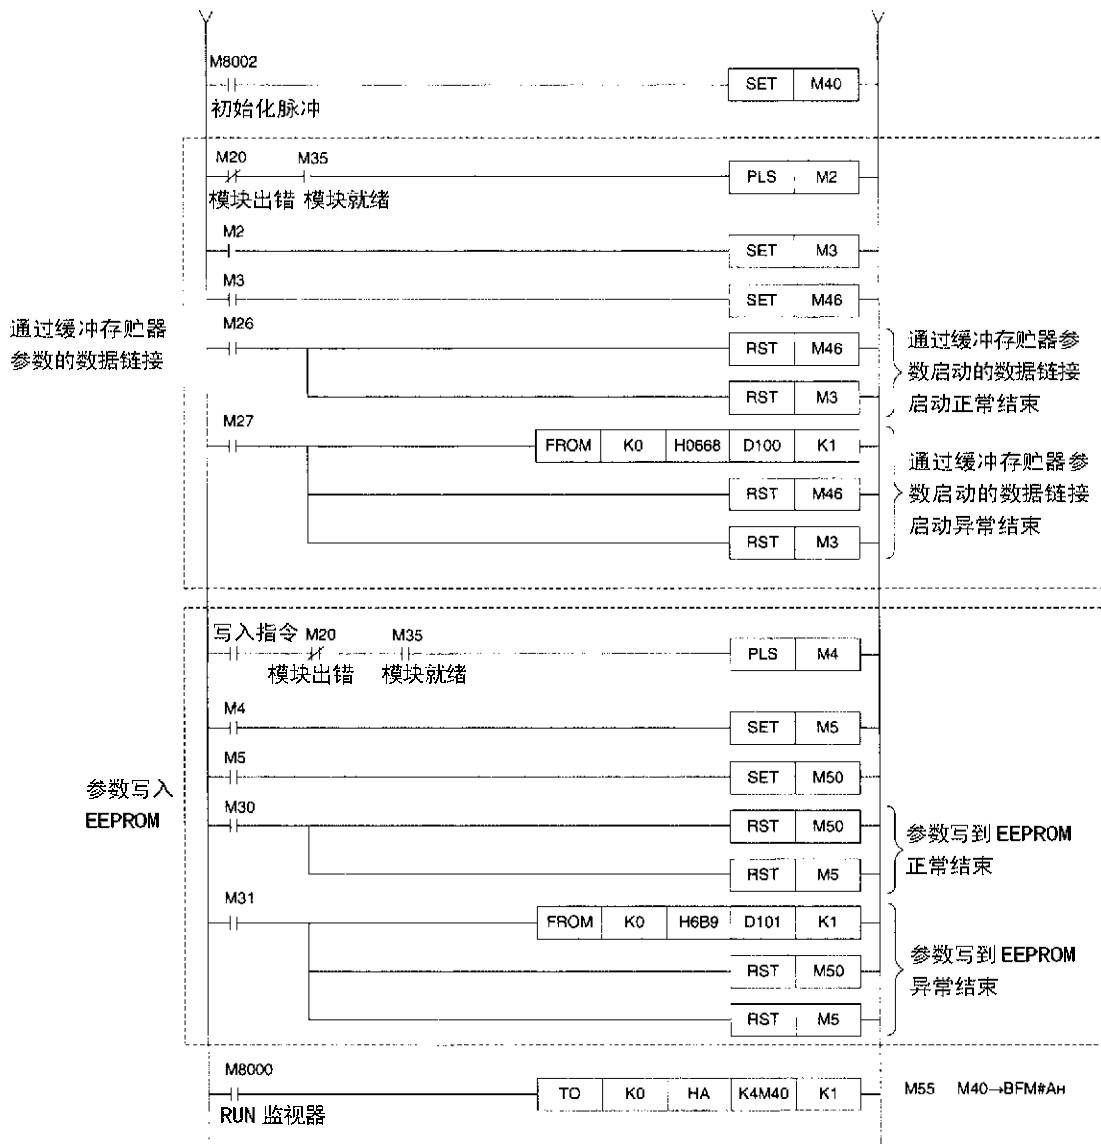 M8002
SET M40
初始化脉冲
M20 M35
PLS M2
模块出错 模块就绪
M2
SET M3
M3
SET M46
通过缓冲存贮器
参数的数据链接
M26
RST M46
RST M3
通过缓冲存贮器参
数启动的数据链接
启动正常结束
M27
FROM K0 H0668 D100 K1
RST M46
RST M3
通过缓冲存贮器参
数启动的数据链接
启动异常结束
写入指令 M20 M35
PLS M4
模块出错 模块就绪
M4
SET M5
M5
SET M50
参数写入
EEPROM
M30
RST M50
RST M5
参数写到 EEPROM
正常结束
M31
FROM K0 H6B9 D101 K1
RST M50
RST M5
参数写到 EEPROM
异常结束
M8000
TO K0 HA K4M40 K1
M55 M40→BFM#AH
RUN 监视器